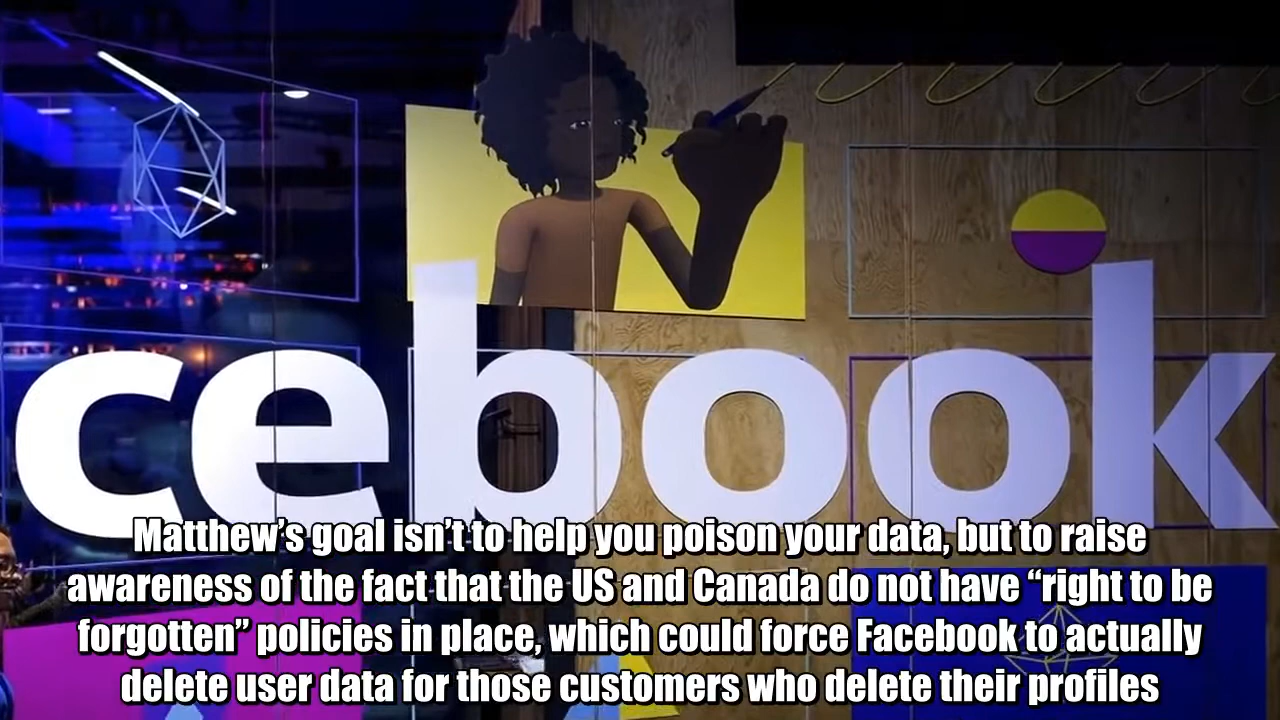 cebook
Matthew’s goal isn’t to help you poison your data, but to raise
awareness of the fact that the US and Canada do not have “right to be
forgotten” policies in place, which could force Facebook to actually
delete user data for those customers who delete their profiles